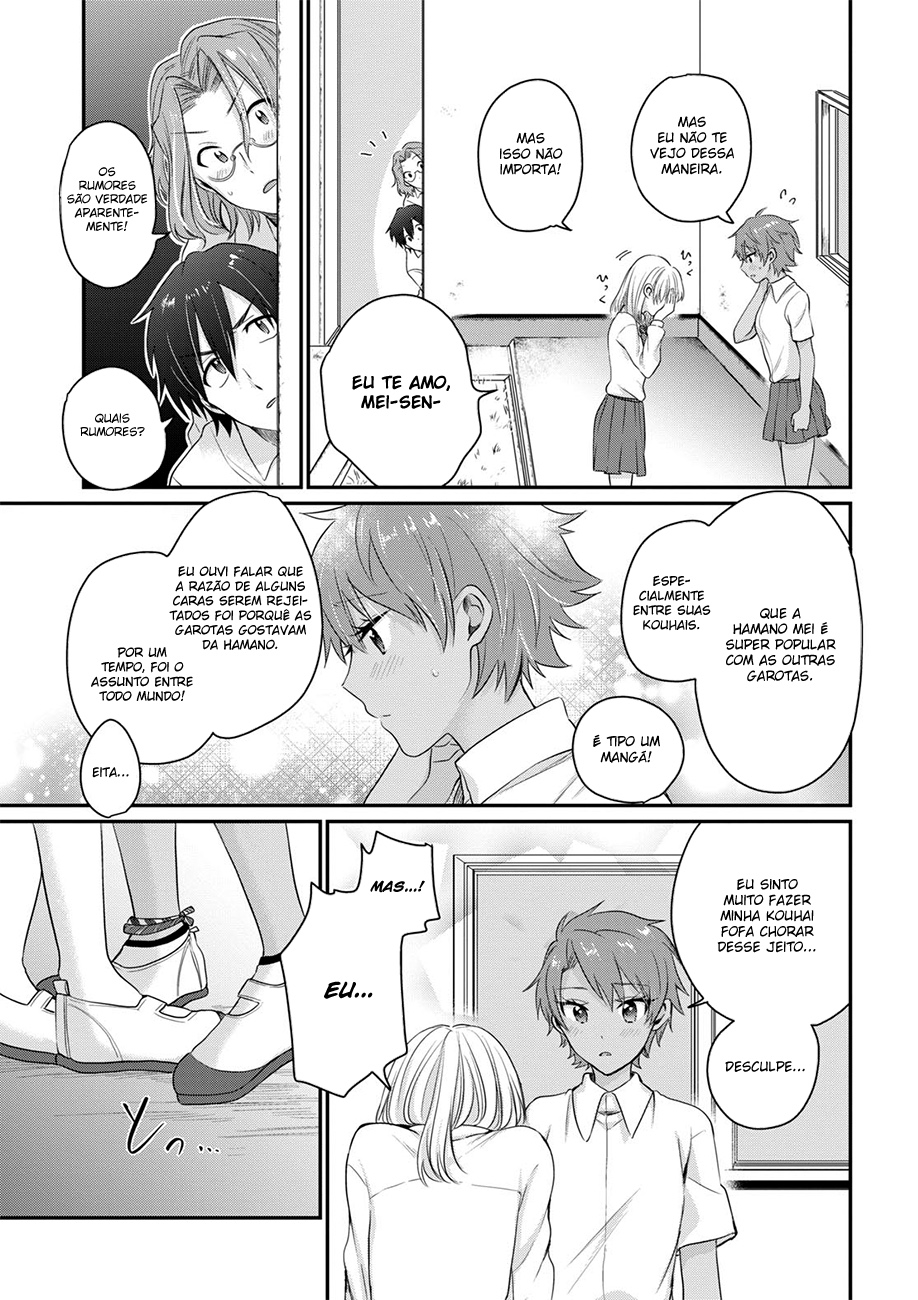 MAS
EU NÃO TE
VEJO DESSA
MANEIRA.
MAS
ISSO NÃO
IMPORTA!
EU TE AMO,
MEI-SEN-
OS
RUMORES
SÃO VERDADE
APARENTE-
MENTE!
QUAIS
RUMORES?
QUE A
HAMANO MEI É
SUPER POPULAR
COM AS OUTRAS
GAROTAS.
ESPE-
CIALMENTE
ENTRE SUAS
KOUHAIS.
É TIPO UM
MANGÁ!
EU OUVI FALAR QUE
A RAZÃO DE ALGUNS
CARAS SEREM REJEI-
TADOS FOI PORQUÊ AS
GAROTAS GOSTAVAM
DA HAMANO.
POR UM
TEMPO, FOI O
ASSUNTO ENTRE
TODO MUNDO!
EITA...
EU SINTO
MUITO FAZER
MINHA KOUHAI
FOFA CHORAR
DESSE JEITO...
DESCULPE...
MAS...!
EU...
とっ...